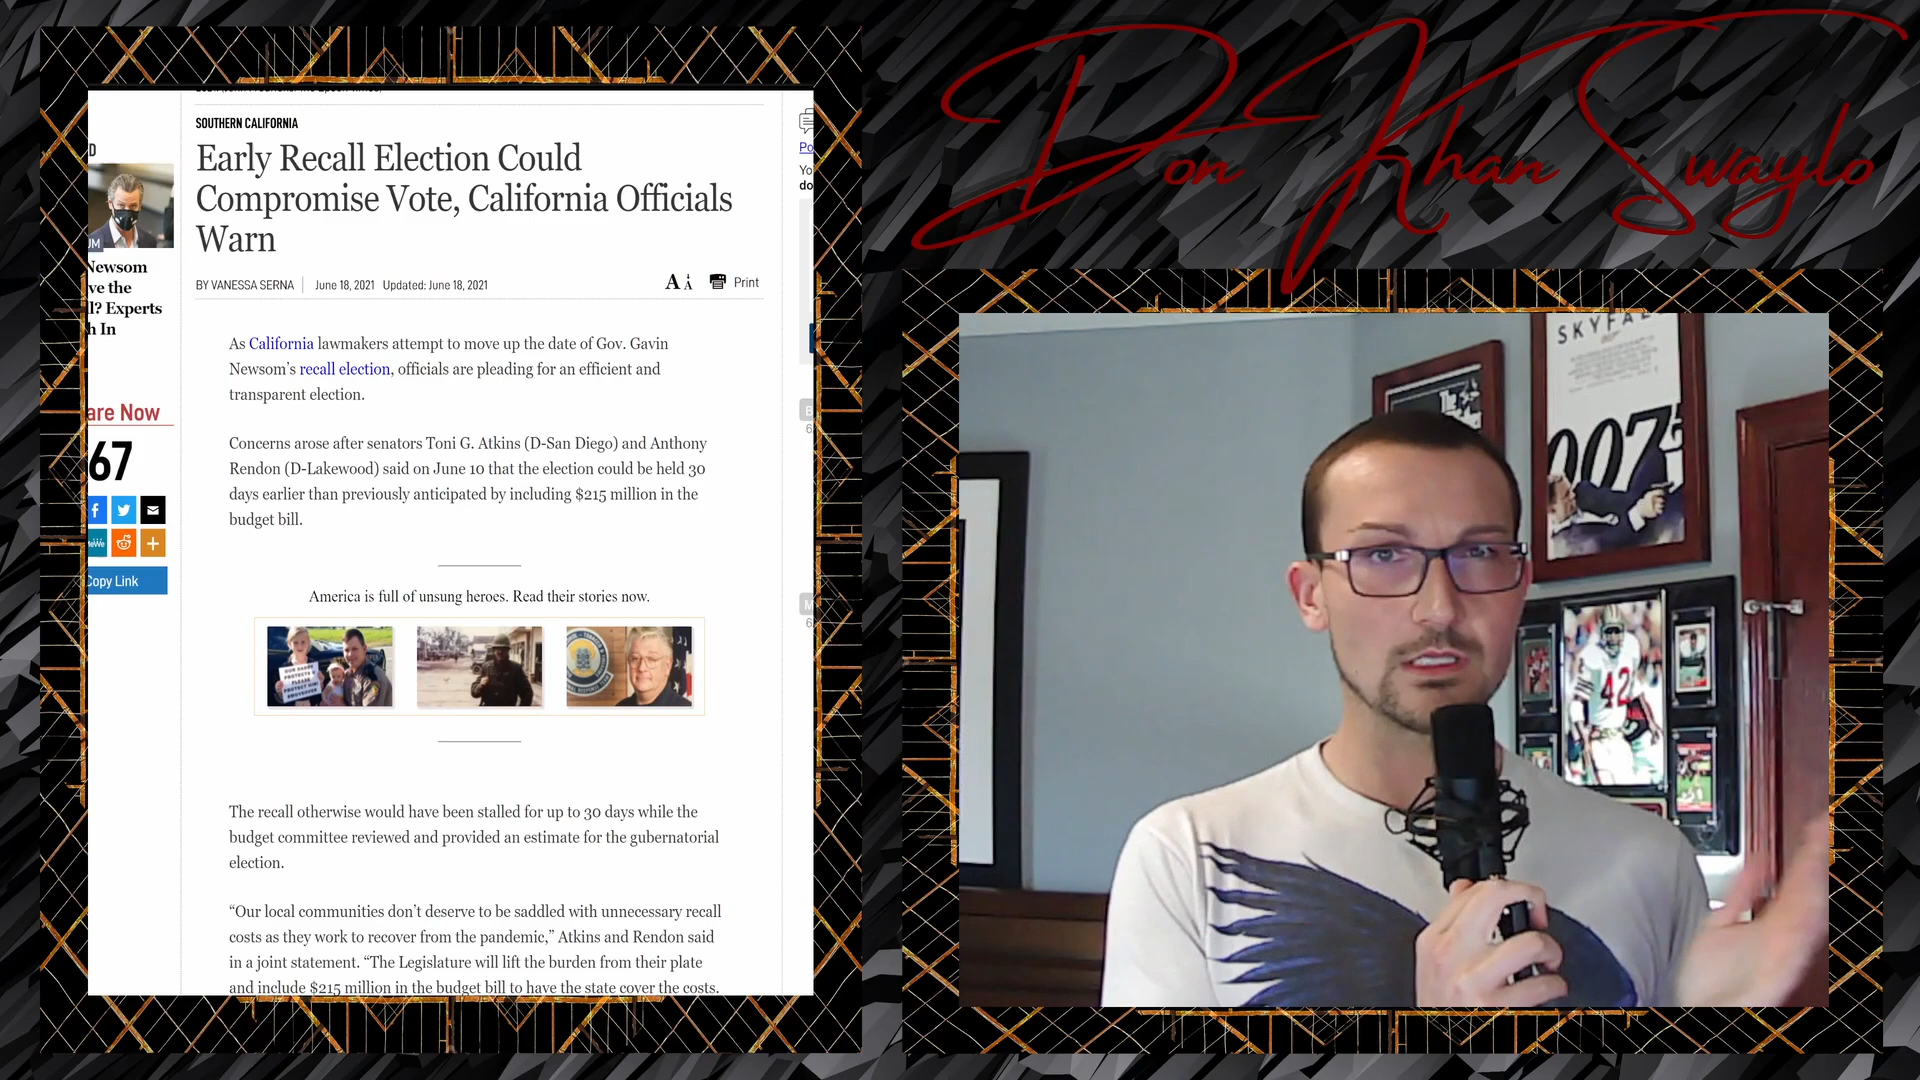 Don Khan Swaylo
SOUTHERN CALIFORNIA
Early Recall Election Could
Compromise Vote, California Officials
Warn
BY VANESSA SERNA
June 18, 2021 Updated: June 18, 2021
A A
Print
As California lawmakers attempt to move up the date of Gov. Gavin
Newsom's recall election, officials are pleading for an efficient and
transparent election.
Concerns arose after senators Toni G. Atkins (D-San Diego) and Anthony
Rendon (D-Lakewood) said on June 10 that the election could be held 30
days earlier than previously anticipated by including $215 million in the
budget bill.
America is full of unsung heroes. Read their stories now.
The recall otherwise would have been stalled for up to 30 days while the
budget committee reviewed and provided an estimate for the gubernatorial
election.
“Our local communities don’t deserve to be saddled with unnecessary recall
costs as they work to recover from the pandemic,” Atkins and Rendon said
in a joint statement. “The Legislature will lift the burden from their plate
and include $215 million in the budget bill to have the state cover the costs.
D
UM
Newsom
ve the
l? Experts
h In
are Now
67
f
MeWe
Copy Link
Po
Yo
do
B
6
M
6
SKYFAL
007
The
42